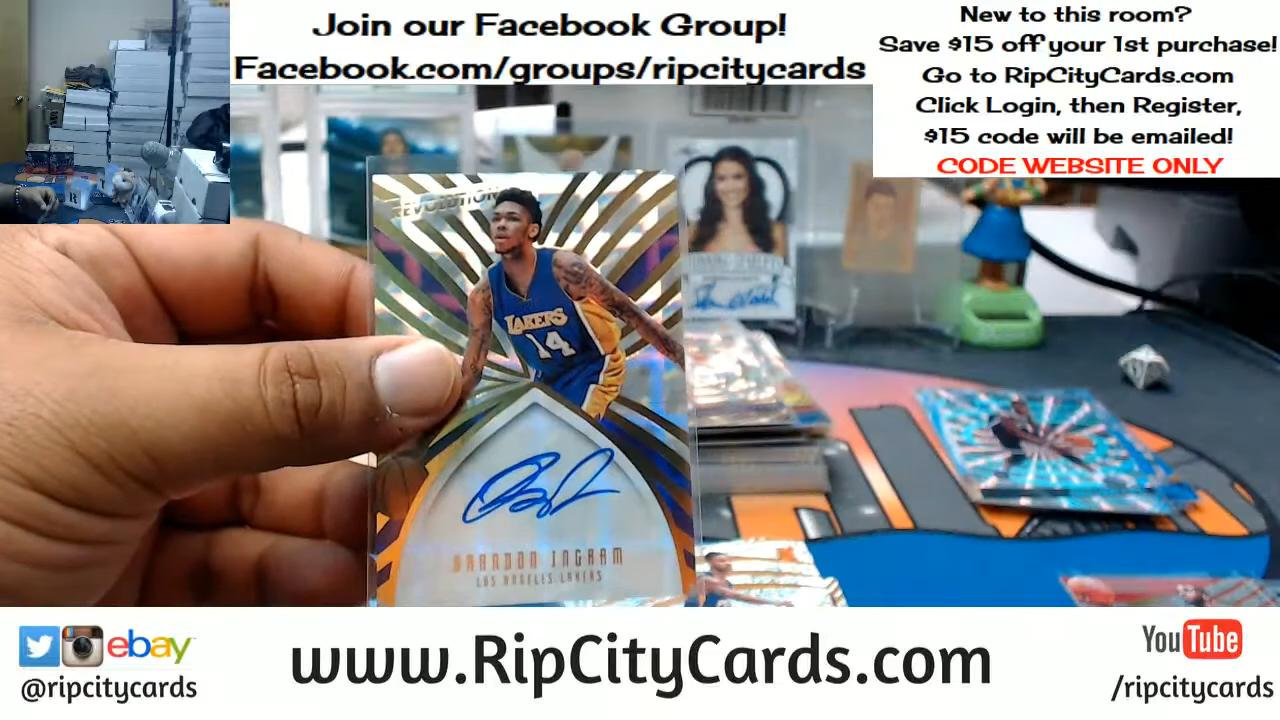 Join our Facebook Group!
Facebook.com/groups/ripcitycards
New to this room?
Save $15 off your 1st purchase!
Go to RipCityCards.com
Click Login, then Register,
$15 code will be emailed!
CODE WEBSITE ONLY
REVOLUTION
LAKERS
14
BRANDON INGRAM
LOS ANGELES LAKERS
ebay
@ripcitycards
www.RipCityCards.com
YouTube
/ripcitycards